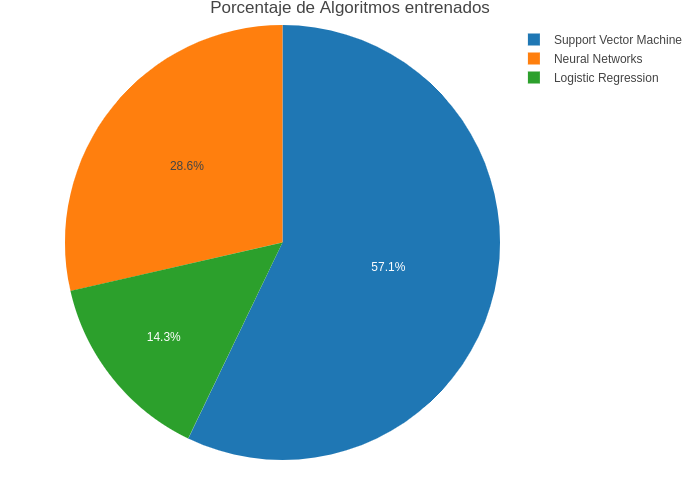 Porcentaje de Algoritmos entrenados
Support Vector Machine
Neural Networks
Logistic Regression
28.6%
57.1%
14.3%